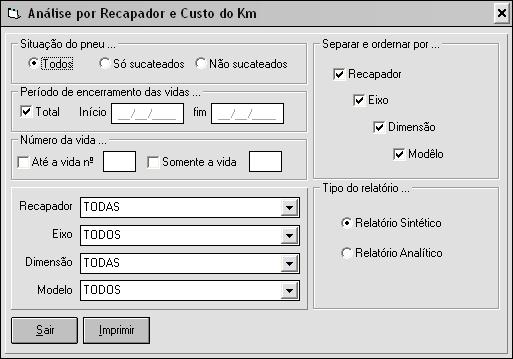 Análise por Recapador e Custo do Km
Situação do pneu ...
Todos Só sucateados Não sucateados
Período de encerramento das vidas ...
Total Início __/__/____ fim __/__/____
Número da vida ...
Até a vida nº Somente a vida
Recapador TODAS
Eixo TODOS
Dimensão TODAS
Modelo TODOS
Separar e ordernar por ...
Recapador
Eixo
Dimensão
Modêlo
Tipo do relatório ...
Relatório Sintético
Relatório Analítico
Sair Imprimir